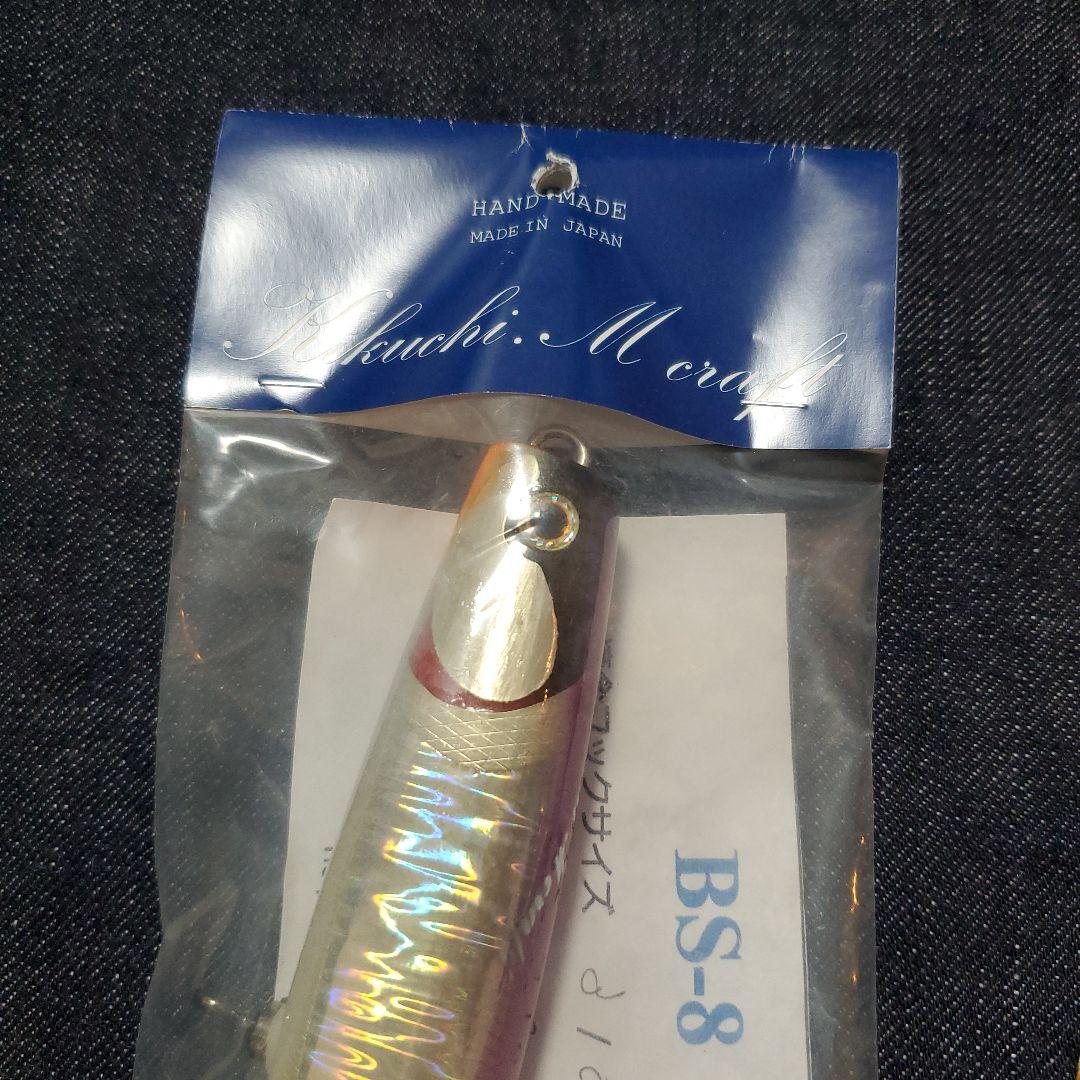 HAND MADE
MADE IN JAPAN
Kikuchi. M craft
フックサイズ
BS-8